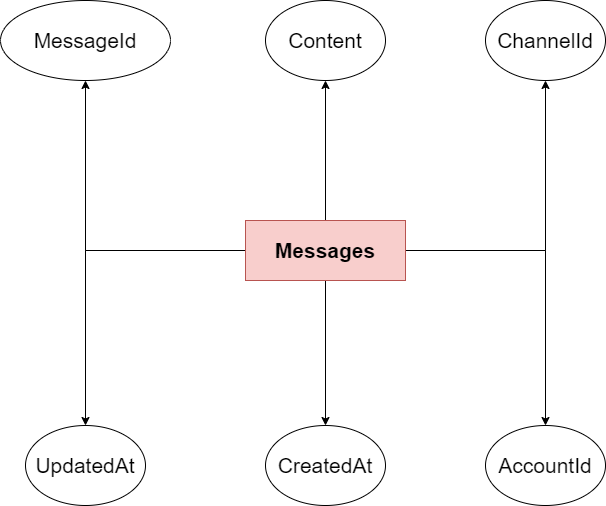 MessageId
Content
ChannelId
Messages
UpdatedAt
CreatedAt
AccountId